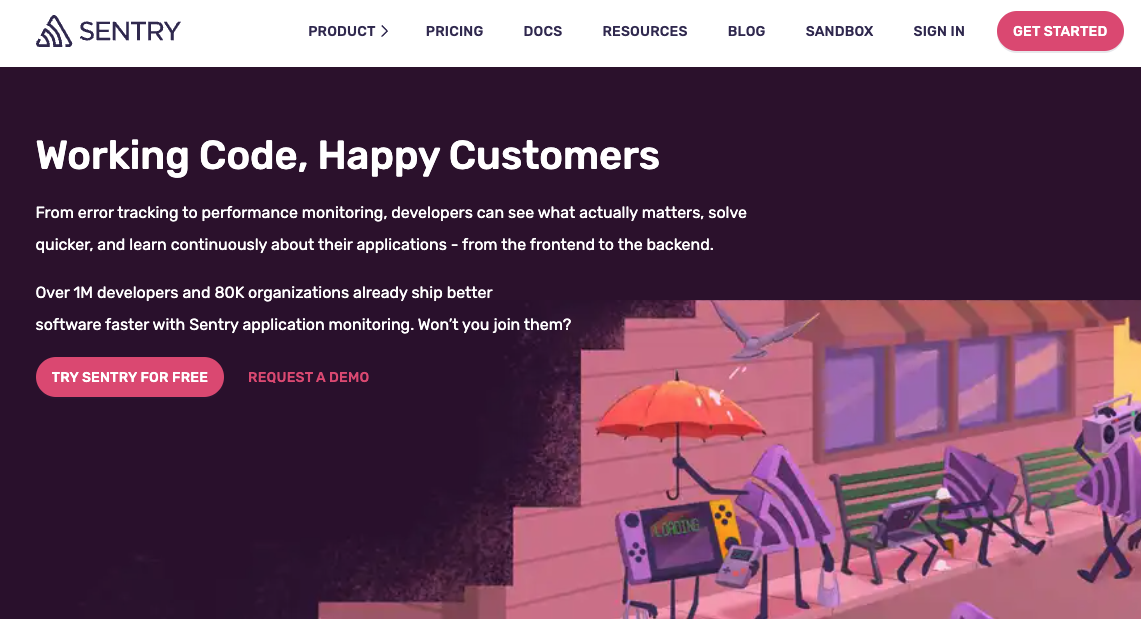 SENTRY
PRODUCT
PRICING
DOCS
RESOURCES
BLOG
SANDBOX
SIGN IN
GET STARTED
Working Code, Happy Customers
From error tracking to performance monitoring, developers can see what actually matters, solve
quicker, and learn continuously about their applications - from the frontend to the backend.
Over 1M developers and 80K organizations already ship better
software faster with Sentry application monitoring. Won’t you join them?
TRY SENTRY FOR FREE
REQUEST A DEMO
LOADING